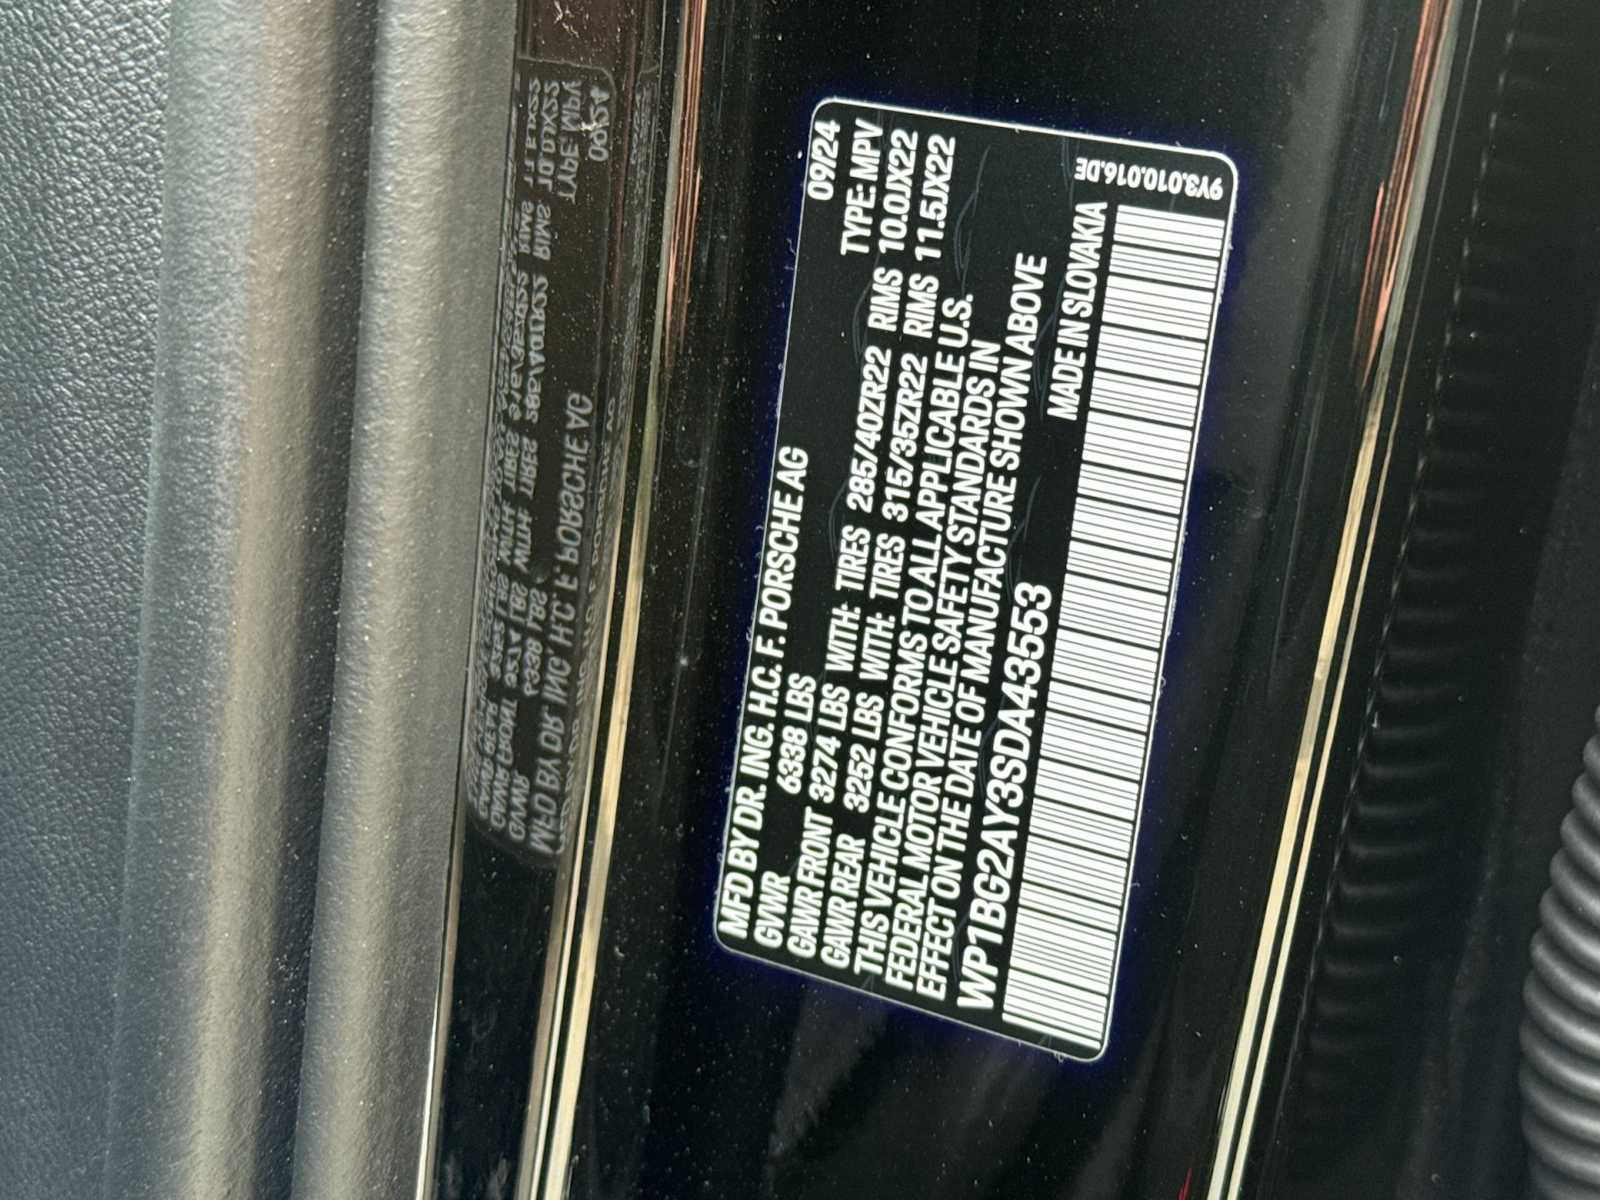 MFD BY DR. ING. H.C. F. PORSCHE AG 09/24
GVWR 6338 LBS TYPE: MPV
GAWR FRONT 3274 LBS WITH: TIRES 285/40ZR22 RIMS 10.0JX22
GAWR REAR 3252 LBS WITH: TIRES 315/35ZR22 RIMS 11.5JX22
THIS VEHICLE CONFORMS TO ALL APPLICABLE U.S.
FEDERAL MOTOR VEHICLE SAFETY STANDARDS IN
EFFECT ON THE DATE OF MANUFACTURE SHOWN ABOVE
WP1BG2AY3SDA43553 MADE IN SLOVAKIA
9Y3.010.016.DE